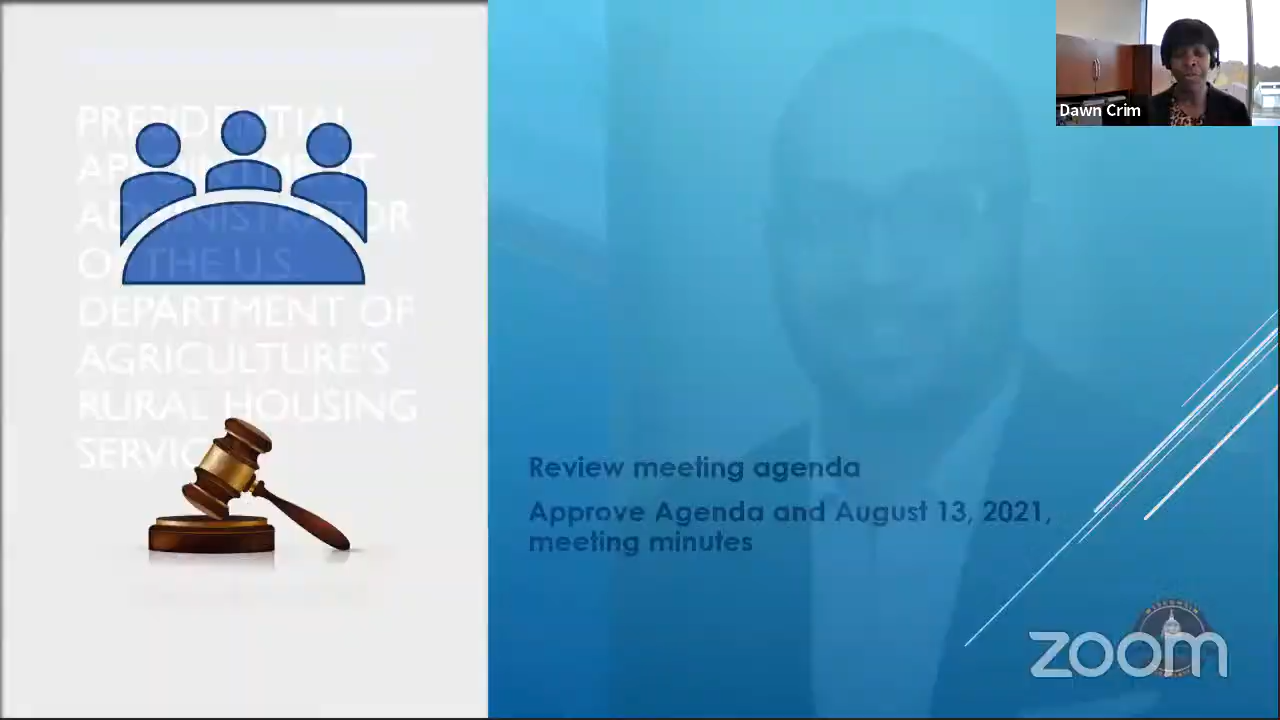 PRESIDENTIAL
APPOINTMENT
ADMINISTRATOR
OF THE U.S.
DEPARTMENT OF
AGRICULTURE'S
RURAL HOUSING
SERVICE
Dawn Crim
Review meeting agenda
Approve Agenda and August 13, 2021,
meeting minutes
WISCONSIN
zoom